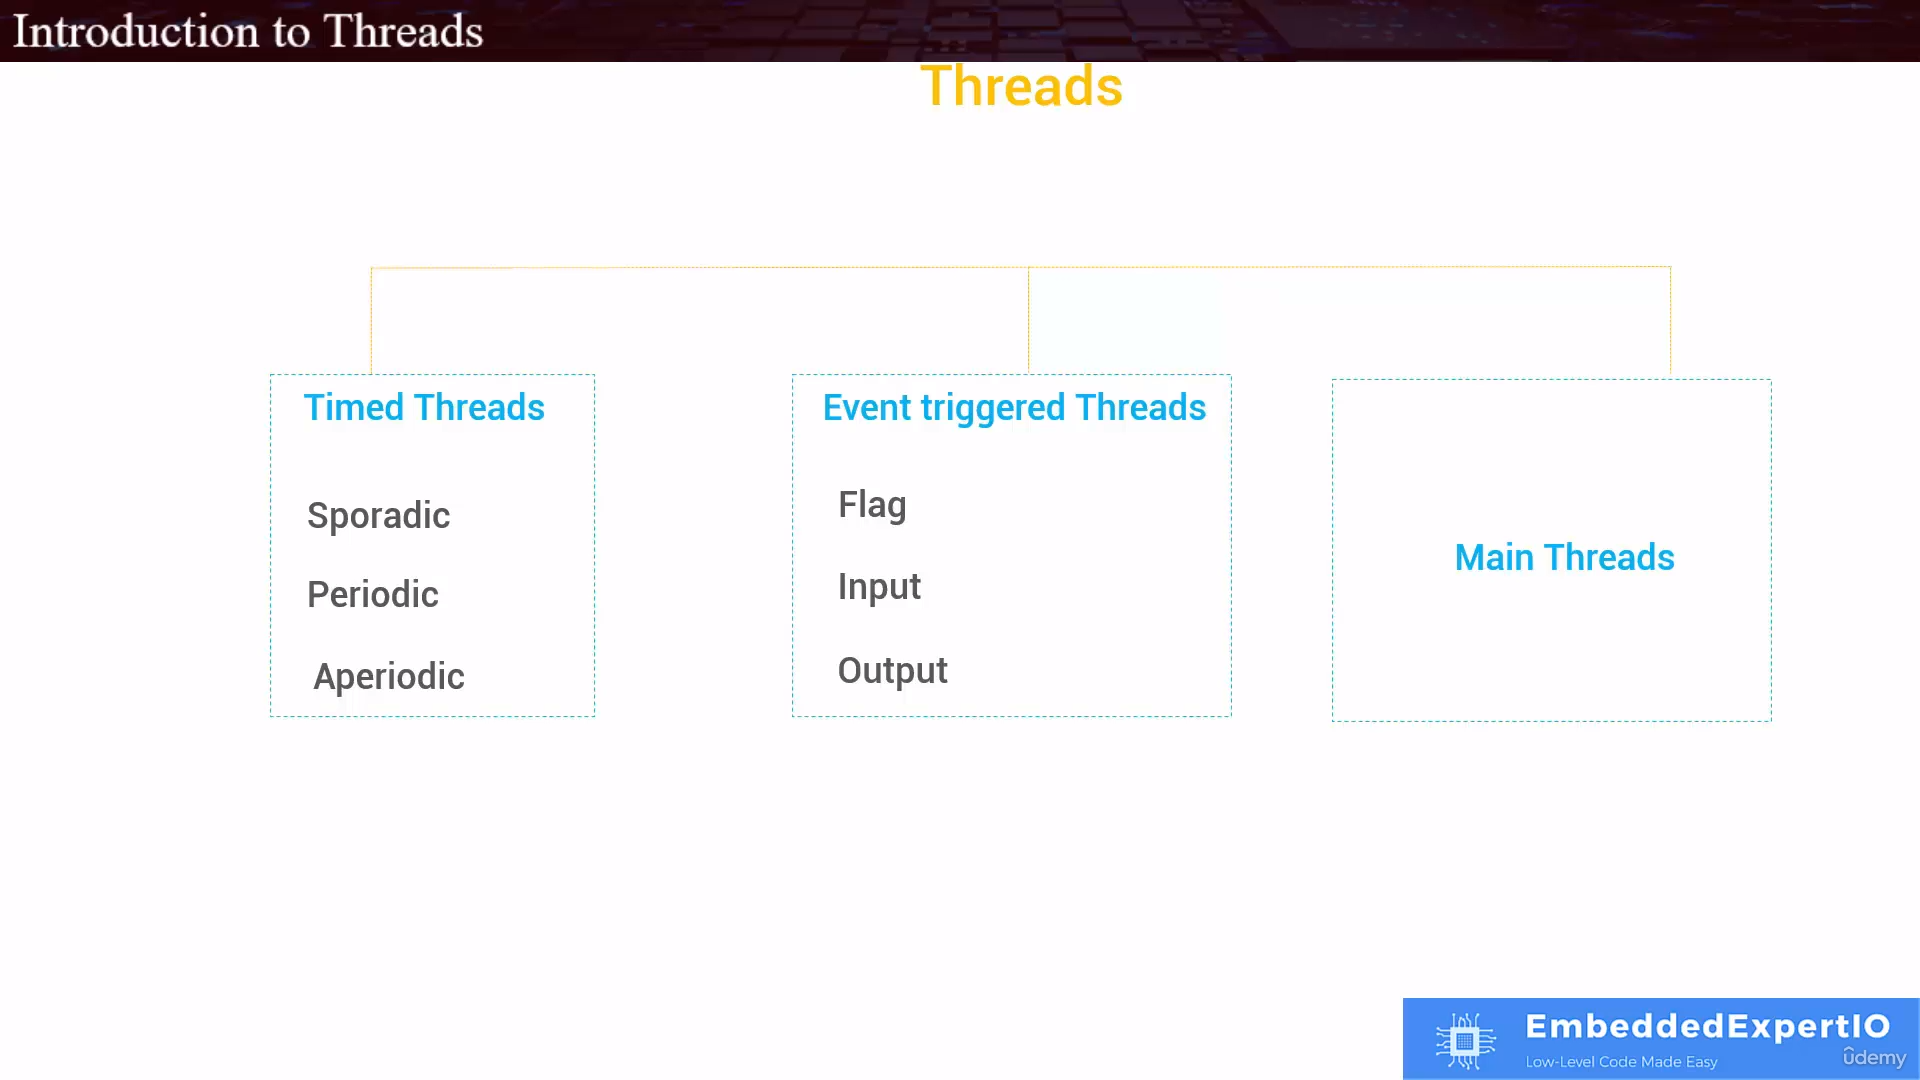 Introduction to Threads
Threads
Timed Threads
Sporadic
Periodic
Aperiodic
Event triggered Threads
Flag
Input
Output
Main Threads
EmbeddedExpertIO
Low-Level Code Made Easy
ûdemy